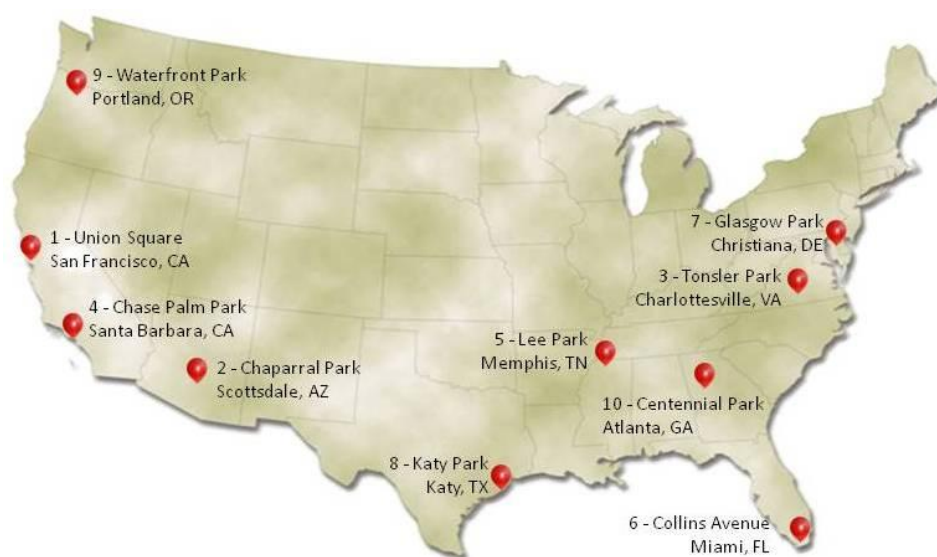 9 - Waterfront Park
Portland, OR
7 - Glasgow Park
Christiana, DE
1 - Union Square
San Francisco, CA
3 - Tonsler Park
Charlottesville, VA
4 - Chase Palm Park
Santa Barbara, CA
5 - Lee Park
Memphis, TN
2 - Chaparral Park
Scottsdale, AZ
10 - Centennial Park
Atlanta, GA
8 - Katy Park
Katy, TX
6 - Collins Avenue
Miami, FL